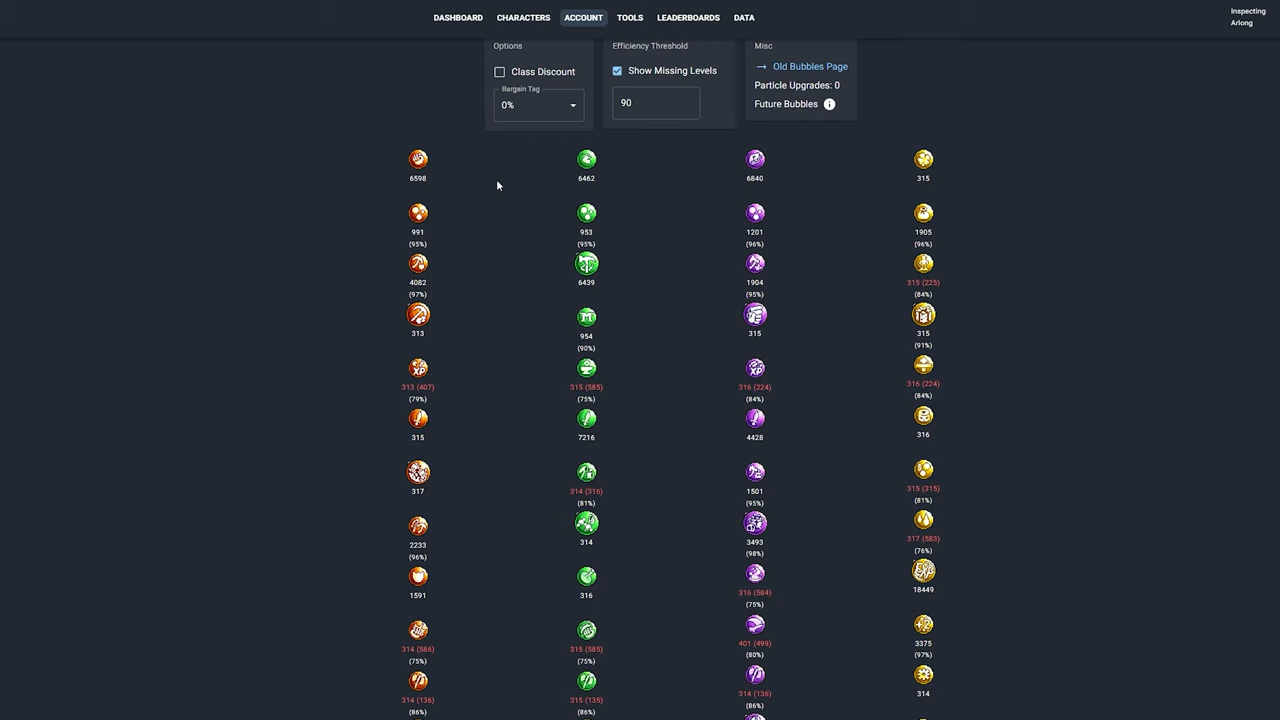 DASHBOARD CHARACTERS ACCOUNT TOOLS LEADERBOARDS DATA
Inspecting
Arlong
Options
Class Discount
Bargain Tag
0%
Efficiency Threshold
Show Missing Levels
90
Misc
→ Old Bubbles Page
Particle Upgrades: 0
Future Bubbles
6598 6462 6840 315
991 953 1201 1905
(95%) (95%) (96%) (96%)
4082 6439 1904 315 (225)
(97%) (95%) (84%)
313 954 315 315
(90%) (91%)
313 (407) 315 (585) 316 (224) 316 (224)
(79%) (75%) (84%) (84%)
315 7216 4428 316
317 314 (316) 1501 315 (315)
(81%) (95%) (81%)
2233 314 3493 317 (583)
(96%) (98%) (76%)
1591 316 316 (584) 18449
(75%)
314 (586) 315 (585) 401 (499) 3375
(75%) (75%) (80%) (97%)
314 (136) 315 (135) 314 (136) 314
(86%) (86%) (86%)